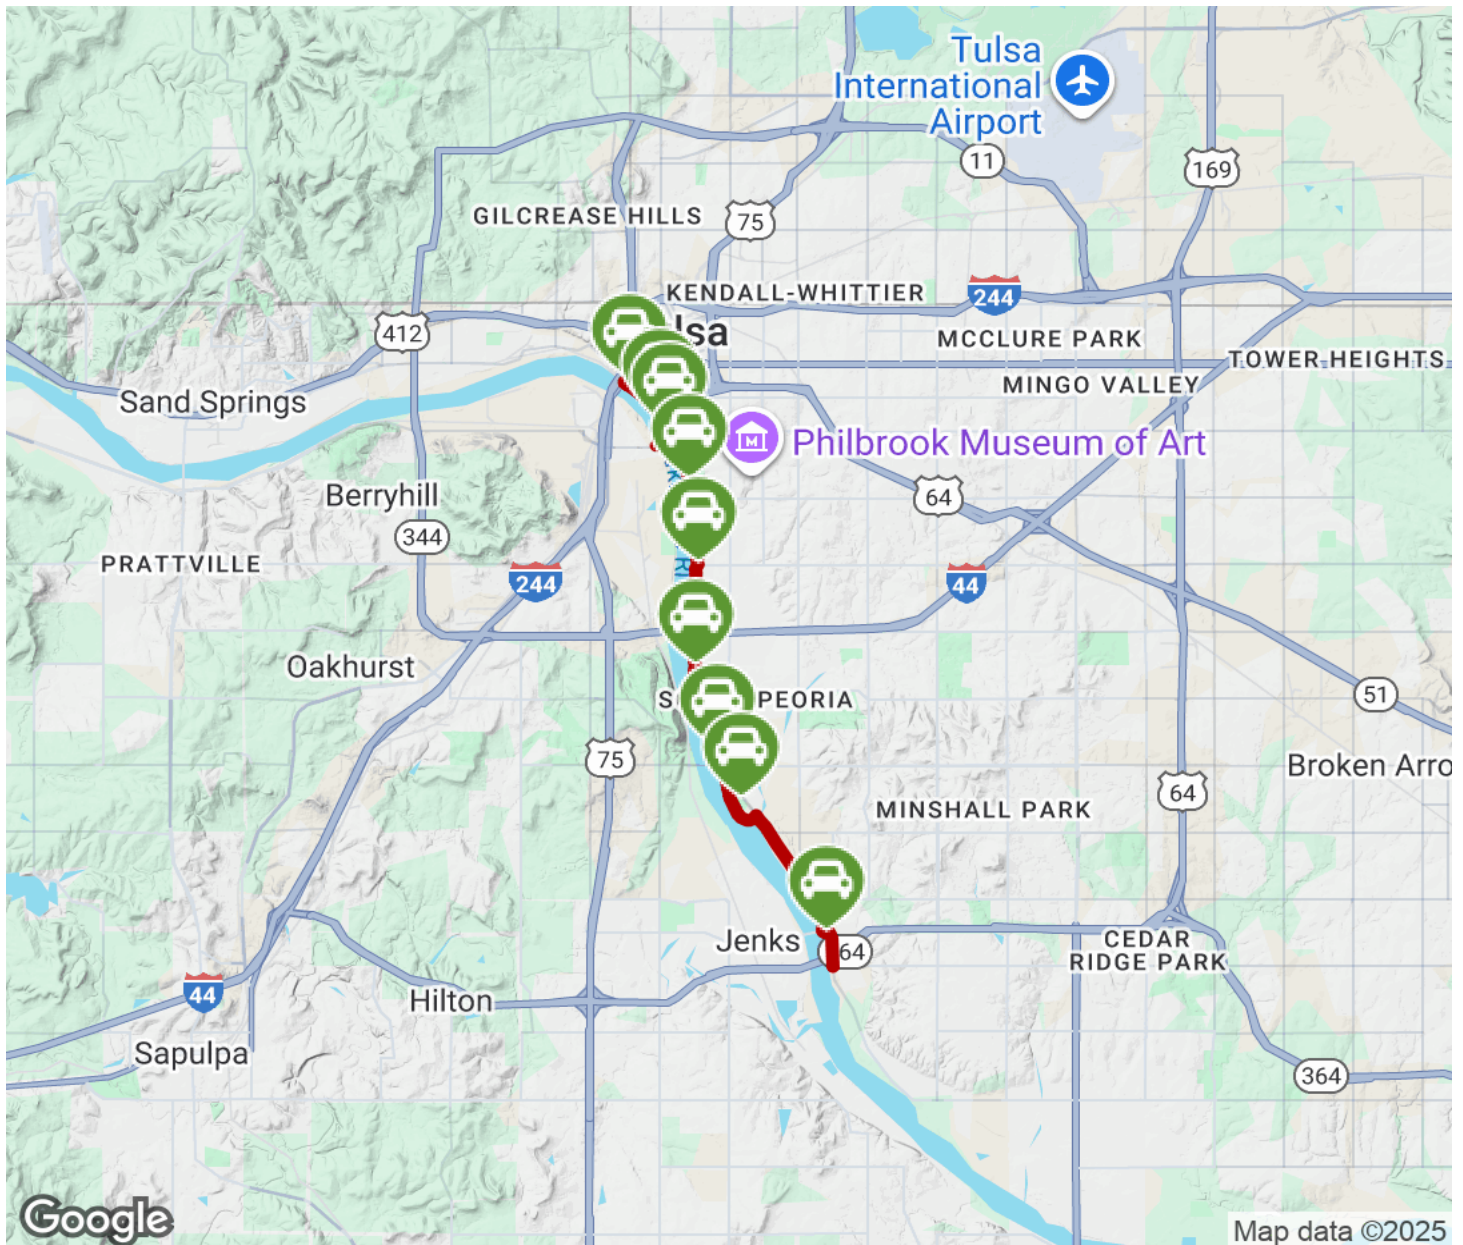 Tulsa
International
Airport
11
169
GILCREASE HILLS
75
KENDALL-WHITTIER
244
412
lsa
MCCLURE PARK
TOWER HEIGHTS
MINGO VALLEY
Sand Springs
Philbrook Museum of Art
Berryhill
64
344
PRATTVILLE
244
44
Oakhurst
51
PEORIA
75
Broken Arro
64
MINSHALL PARK
Jenks
64
CEDAR
RIDGE PARK
44
Hilton
Sapulpa
364
Google
Map data ©2025